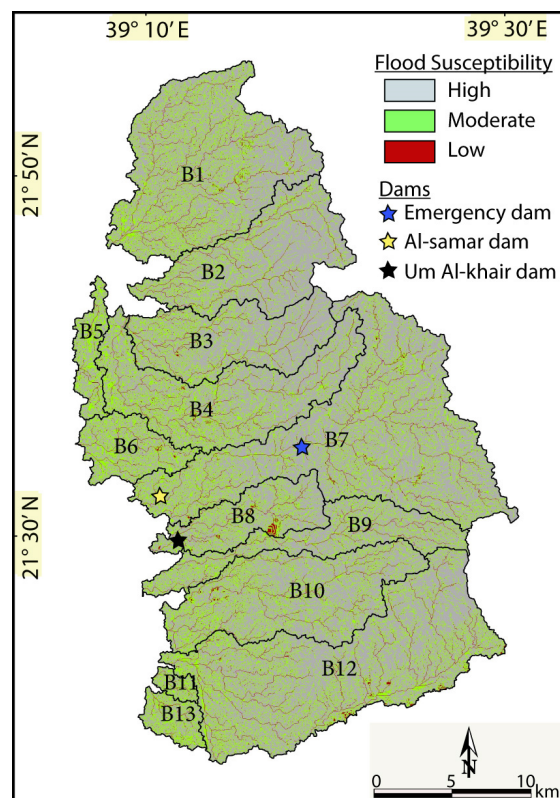 39° 10′ E
39° 30′ E
21° 50′ N
21° 30′ N
Flood Susceptibility
High
Moderate
Low
Dams
Emergency dam
Al-samar dam
Um Al-khair dam
B1
B2
B3
B5
B4
B6
B7
B8
B9
B10
B12
B11
B13
N
0 5 10
km